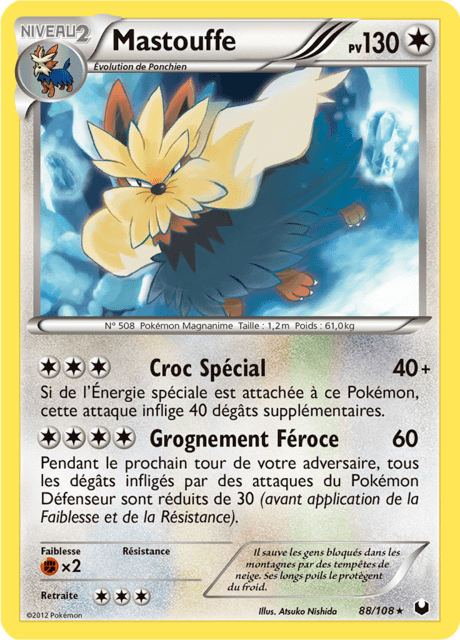 NIVEAU2
Mastouffe
PV130
Évolution de Ponchien
N° 508 Pokémon Magnanime Taille : 1,2m Poids : 61,0kg
Croc Spécial 40+
Si de l'Énergie spéciale est attachée à ce Pokémon,
cette attaque inflige 40 dégâts supplémentaires.
Grognement Féroce 60
Pendant le prochain tour de votre adversaire, tous
les dégâts infligés par des attaques du Pokémon
Défenseur sont réduits de 30 (avant application de la
Faiblesse et de la Résistance).
Faiblesse Résistance
×2
Retraite
Il sauve les gens bloqués dans les
montagnes par des tempêtes de
neige. Ses longs poils le protègent
du froid.
©2012 Pokémon
Illus. Atsuko Nishida 88/108 ★